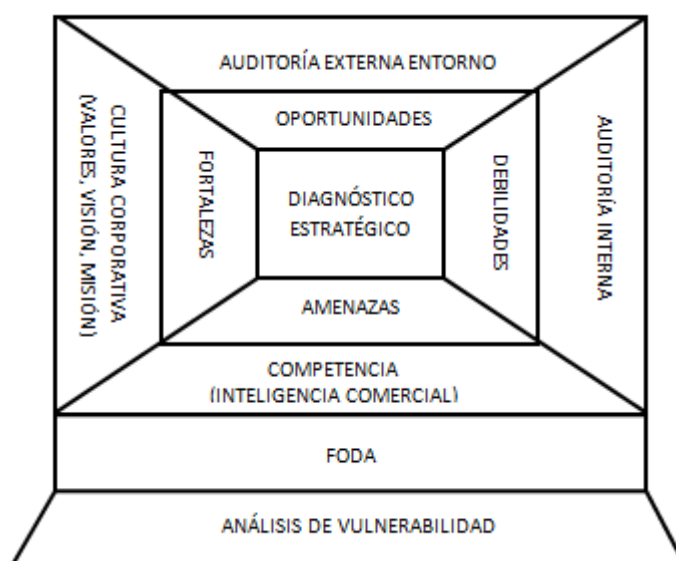 AUDITORÍA EXTERNA ENTORNO
OPORTUNIDADES
CULTURA CORPORATIVA
(VALORES, VISIÓN, MISIÓN)
FORTALEZAS
DIAGNÓSTICO
ESTRATÉGICO
DEBILIDADES
AUDITORÍA INTERNA
AMENAZAS
COMPETENCIA
(INTELIGENCIA COMERCIAL)
FODA
ANÁLISIS DE VULNERABILIDAD